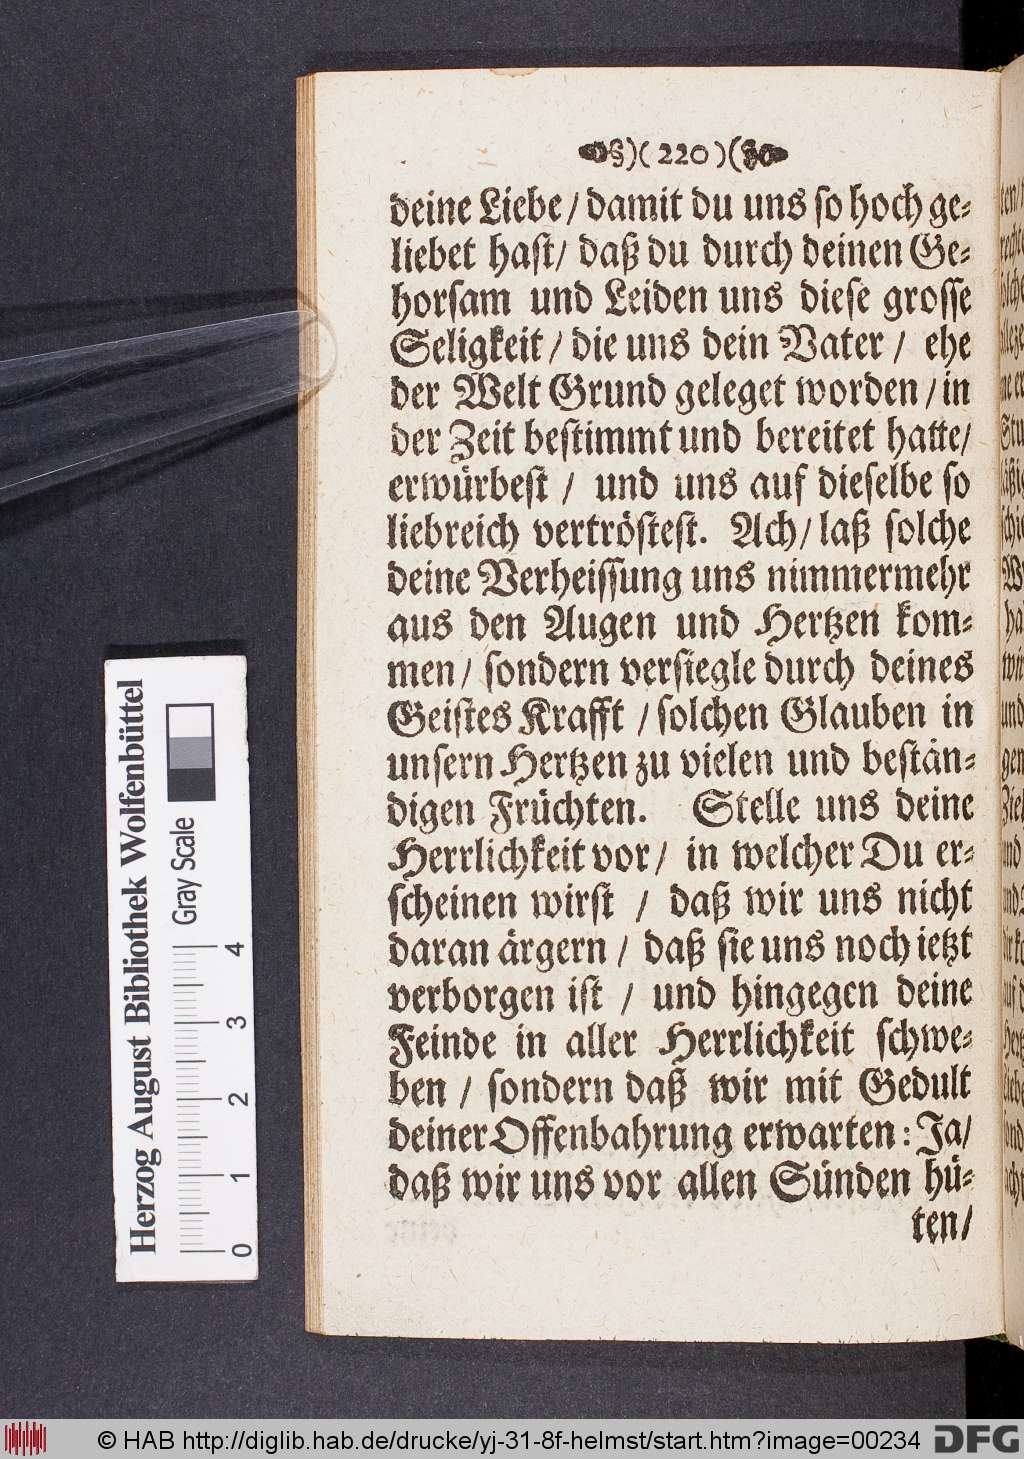 )( 220 )(
deine Liebe / damit du uns so hoch ge⸗
liebet hast / daß du durch deinen Ge⸗
horsam und Leiden uns diese grosse
Seligkeit / die uns dein Vater / ehe
der Welt Grund geleget worden / in
der Zeit bestimmt und bereitet hatte /
erwürbest / und uns auf dieselbe so
liebreich vertröstest. Ach / laß solche
deine Verheissung uns nimmermehr
aus den Augen und Hertzen kom⸗
men / sondern versiegle durch deines
Geistes Krafft / solchen Glauben in
unsern Hertzen zu vielen und bestän⸗
digen Früchten. Stelle uns deine
Herrlichkeit vor / in welcher Du er⸗
scheinen wirst / daß wir uns nicht
daran ärgern / daß sie uns noch ietzt
verborgen ist / und hingegen deine
Feinde in aller Herrlichkeit schwe⸗
ben / sondern daß wir mit Gedult
deiner Offenbahrung erwarten: Ja /
daß wir uns vor allen Sünden hü⸗
ten /
Herzog August Bibliothek Wolfenbüttel
Gray Scale
0 1 2 3 4
© HAB http://diglib.hab.de/drucke/yj-31-8f-helmst/start.htm?image=00234
DFG